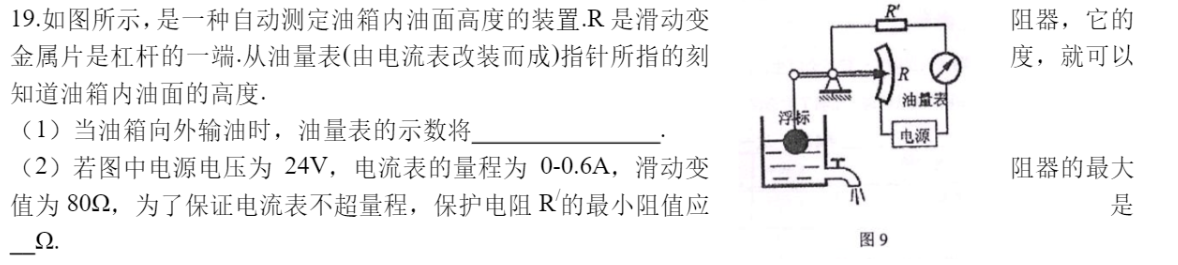 19.如图所示,是一种自动测定油箱内油面高度的装置.R 是滑动变阻器，它的
金属片是杠杆的一端.从油量表(由电流表改装而成)指针所指的刻度，就可以
知道油箱内油面的高度.
（1）当油箱向外输油时，油量表的示数将__________.
（2）若图中电源电压为 24V，电流表的量程为 0-0.6A，滑动变阻器的最大
值为 80Ω，为了保证电流表不超量程，保护电阻 R/的最小阻值应是
__Ω.
R'
R
油量表
浮标
电源
图 9